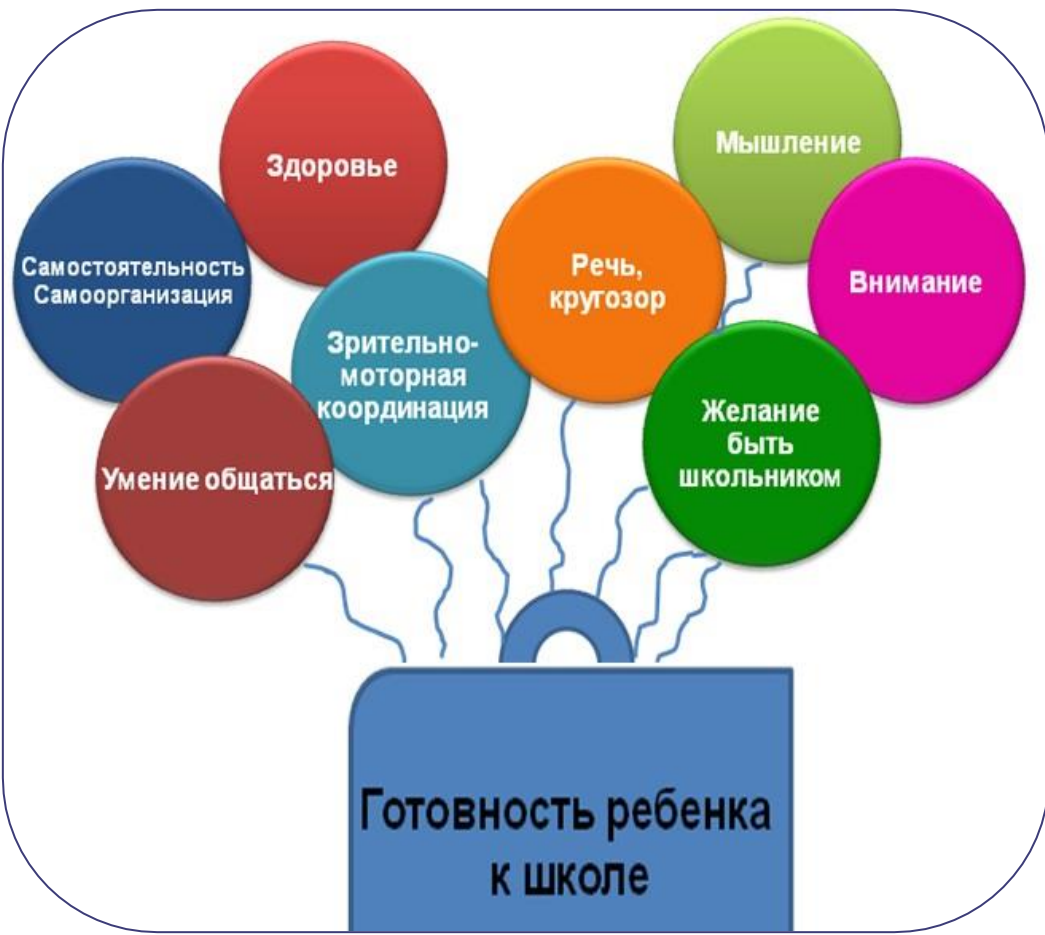 Здоровье
Мышление
Самостоятельность
Самоорганизация
Речь,
кругозор
Внимание
Зрительно-
моторная
координация
Желание
быть
школьником
Умение общаться
Готовность ребенка
к школе